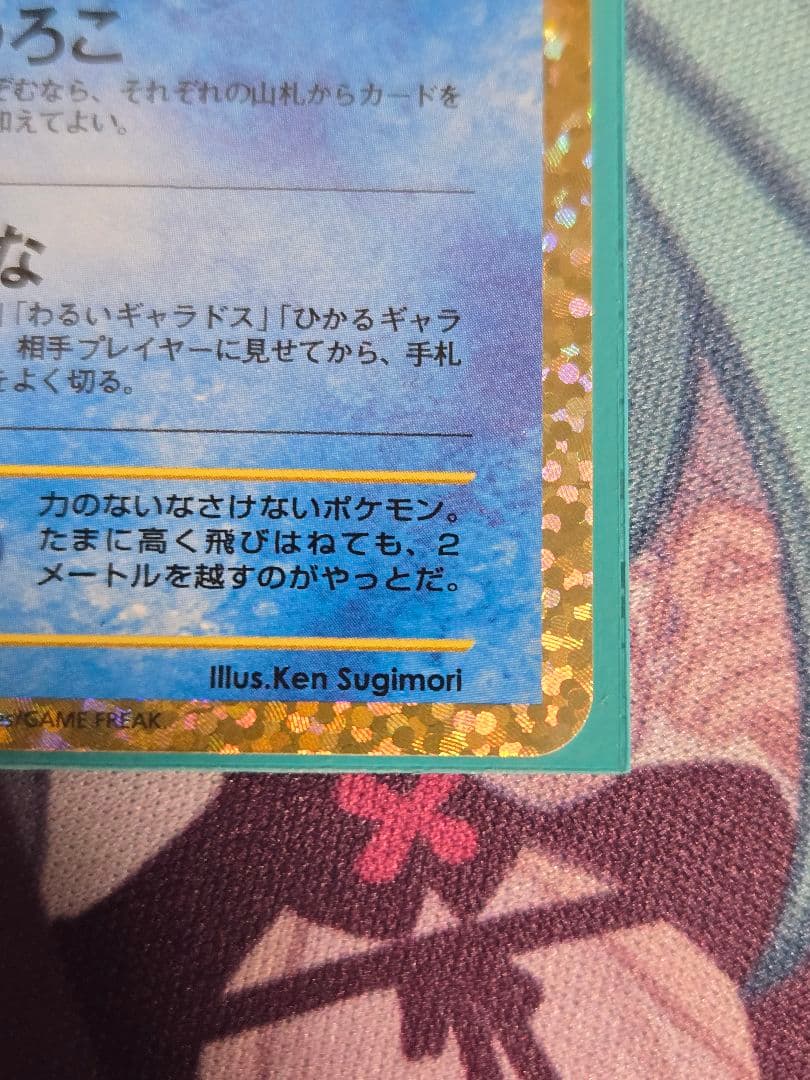 ろこ
ぞむなら、それぞれの山札からカードを
加えてよい。
な
「わるいギャラドス」「ひかるギャラ
相手プレイヤーに見せてから、手札
をよく切る。
力のないなさけないポケモン。
たまに高く飛びはねても、2
メートルを越すのがやっとだ。
Illus.Ken Sugimori
es/GAME FREAK.